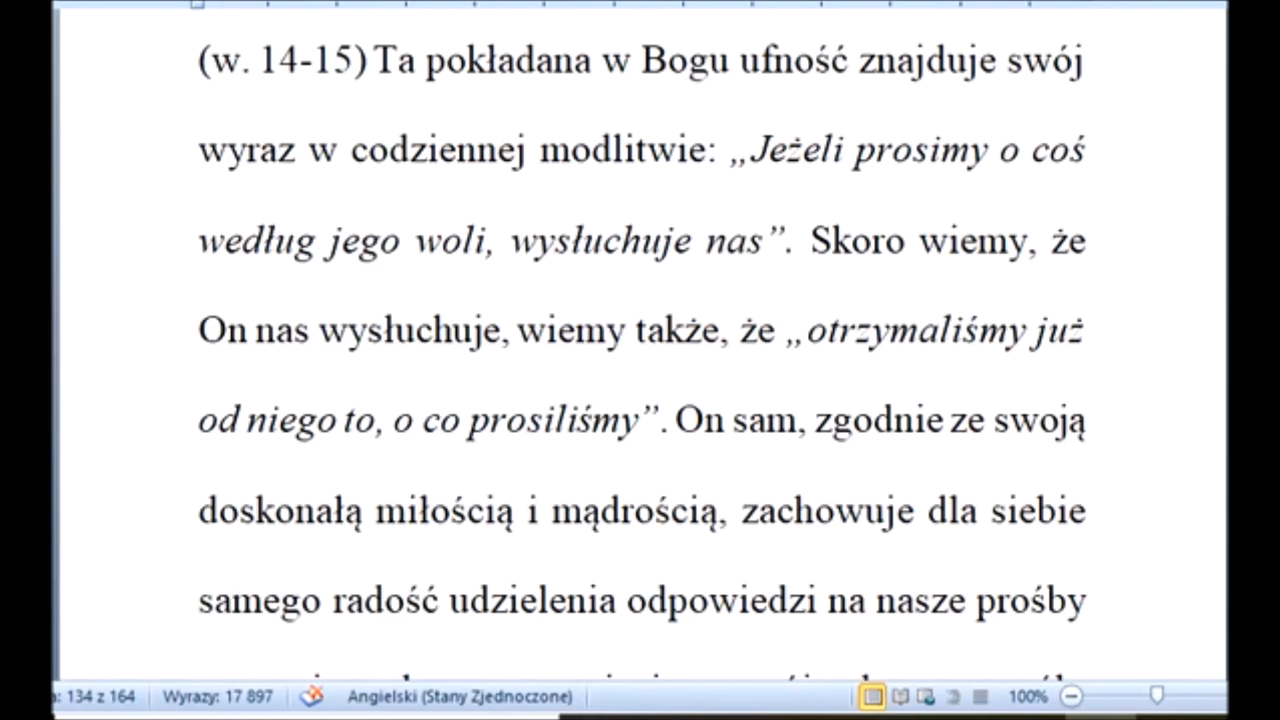 (w. 14-15) Ta pokładana w Bogu ufność znajduje swój
wyraz w codziennej modlitwie: „Jeżeli prosimy o coś
według jego woli, wysłuchuje nas”. Skoro wiemy, że
On nas wysłuchuje, wiemy także, że „otrzymaliśmy już
od niego to, o co prosiliśmy”. On sam, zgodnie ze swoją
doskonałą miłością i mądrością, zachowuje dla siebie
samego radość udzielenia odpowiedzi na nasze prośby
: 134 z 164 Wyrazy: 17 897 Angielski (Stany Zjednoczone) 100%